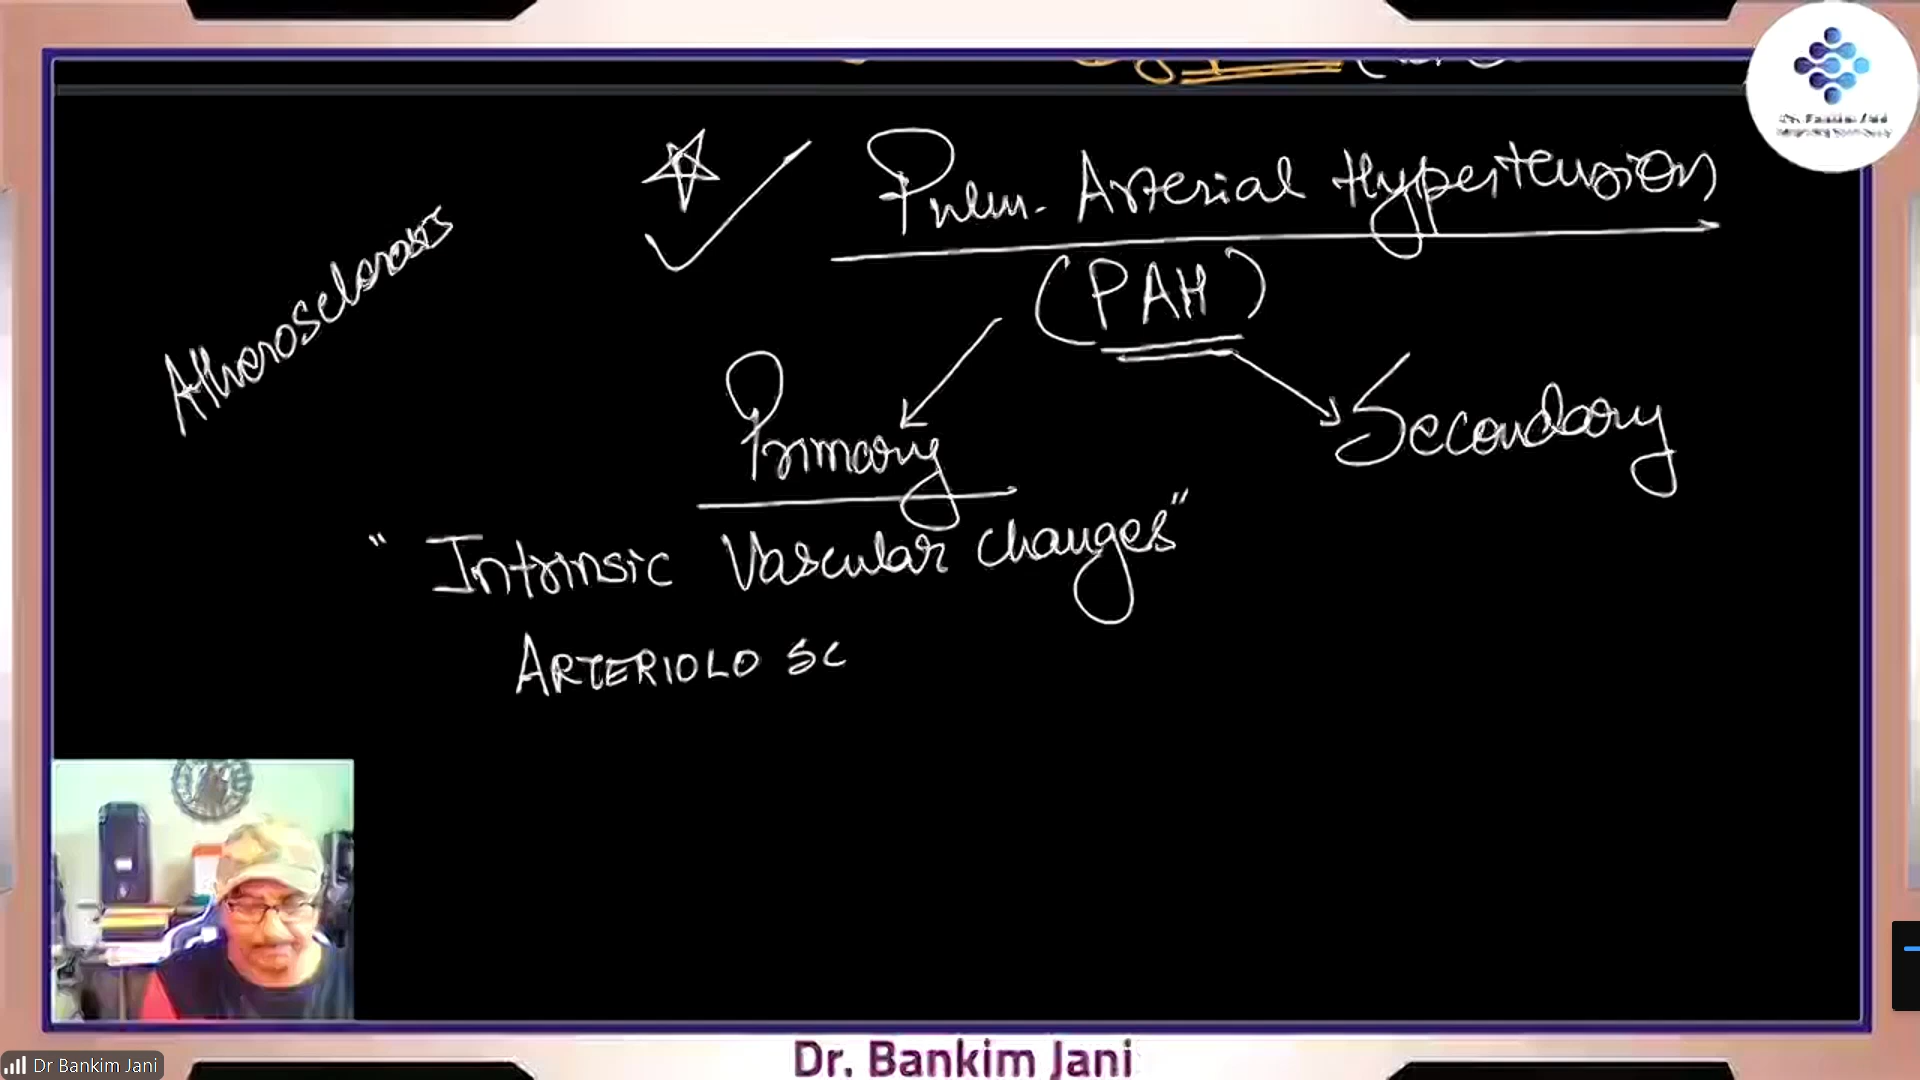 Pulm. Arterial Hypertension
(PAH)
Atherosclerosis
Primary
Secondary
" Intrinsic Vascular changes"
ARTERIOLO SC
Dr Bankim Jani
Dr. Bankim Jani